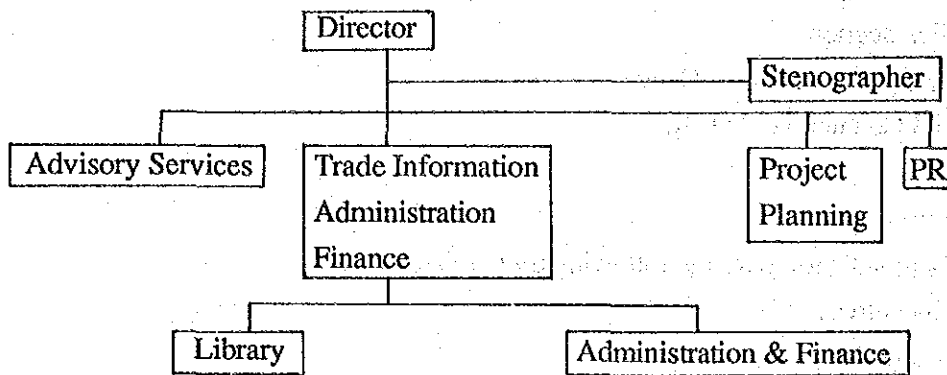 Director
Stenographer
Advisory Services
Trade Information
Administration
Finance
Project
Planning
PR
Library
Administration & Finance